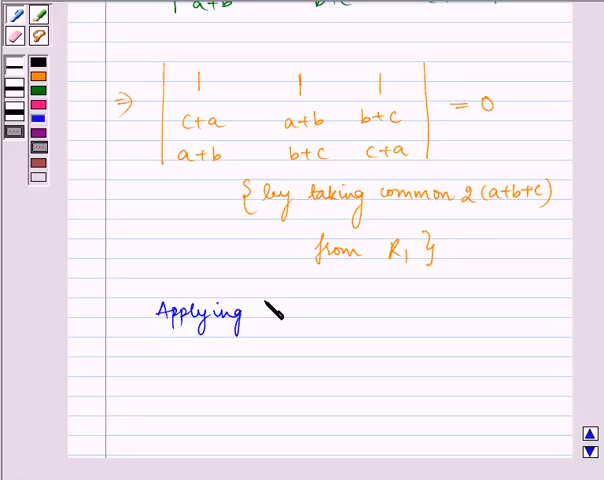 | a+b b+c
⇒ | 1 1 1 |
| c+a a+b b+c | = 0
| a+b b+c c+a |
{ by taking common 2(a+b+c)
from R₁ }
Applying